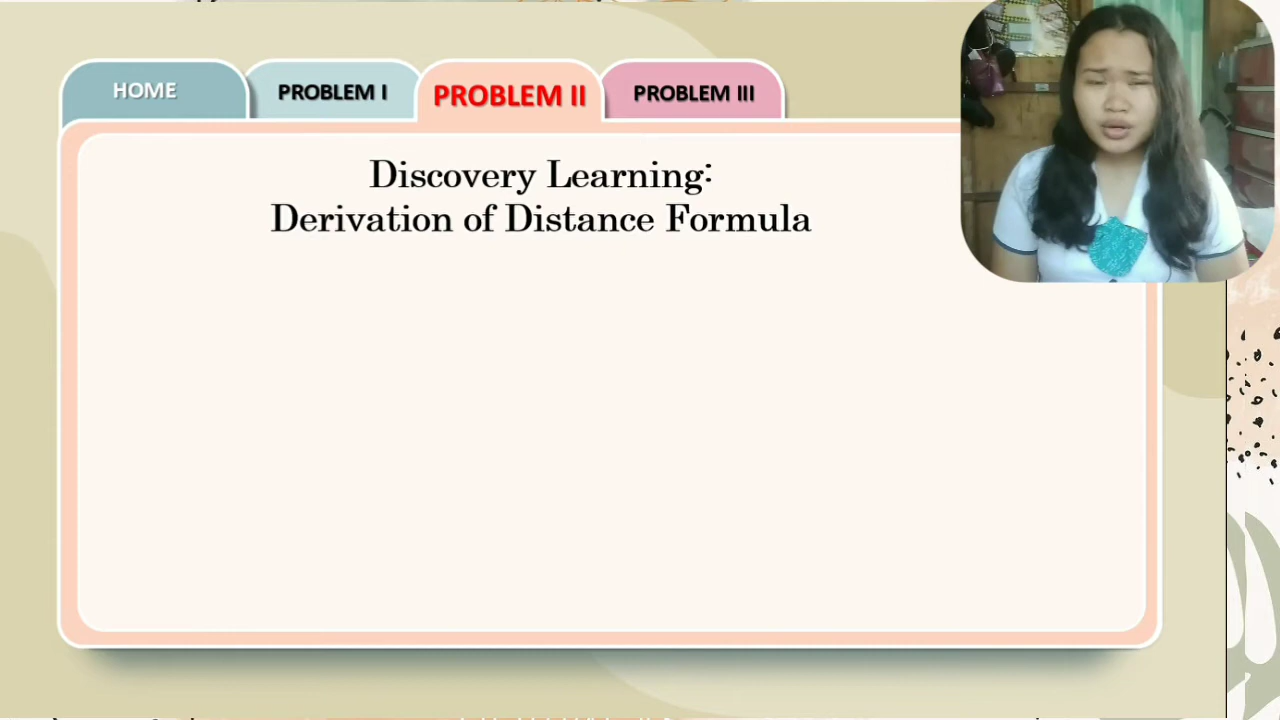 HOME
PROBLEM I
PROBLEM II
PROBLEM III
Discovery Learning:
Derivation of Distance Formula